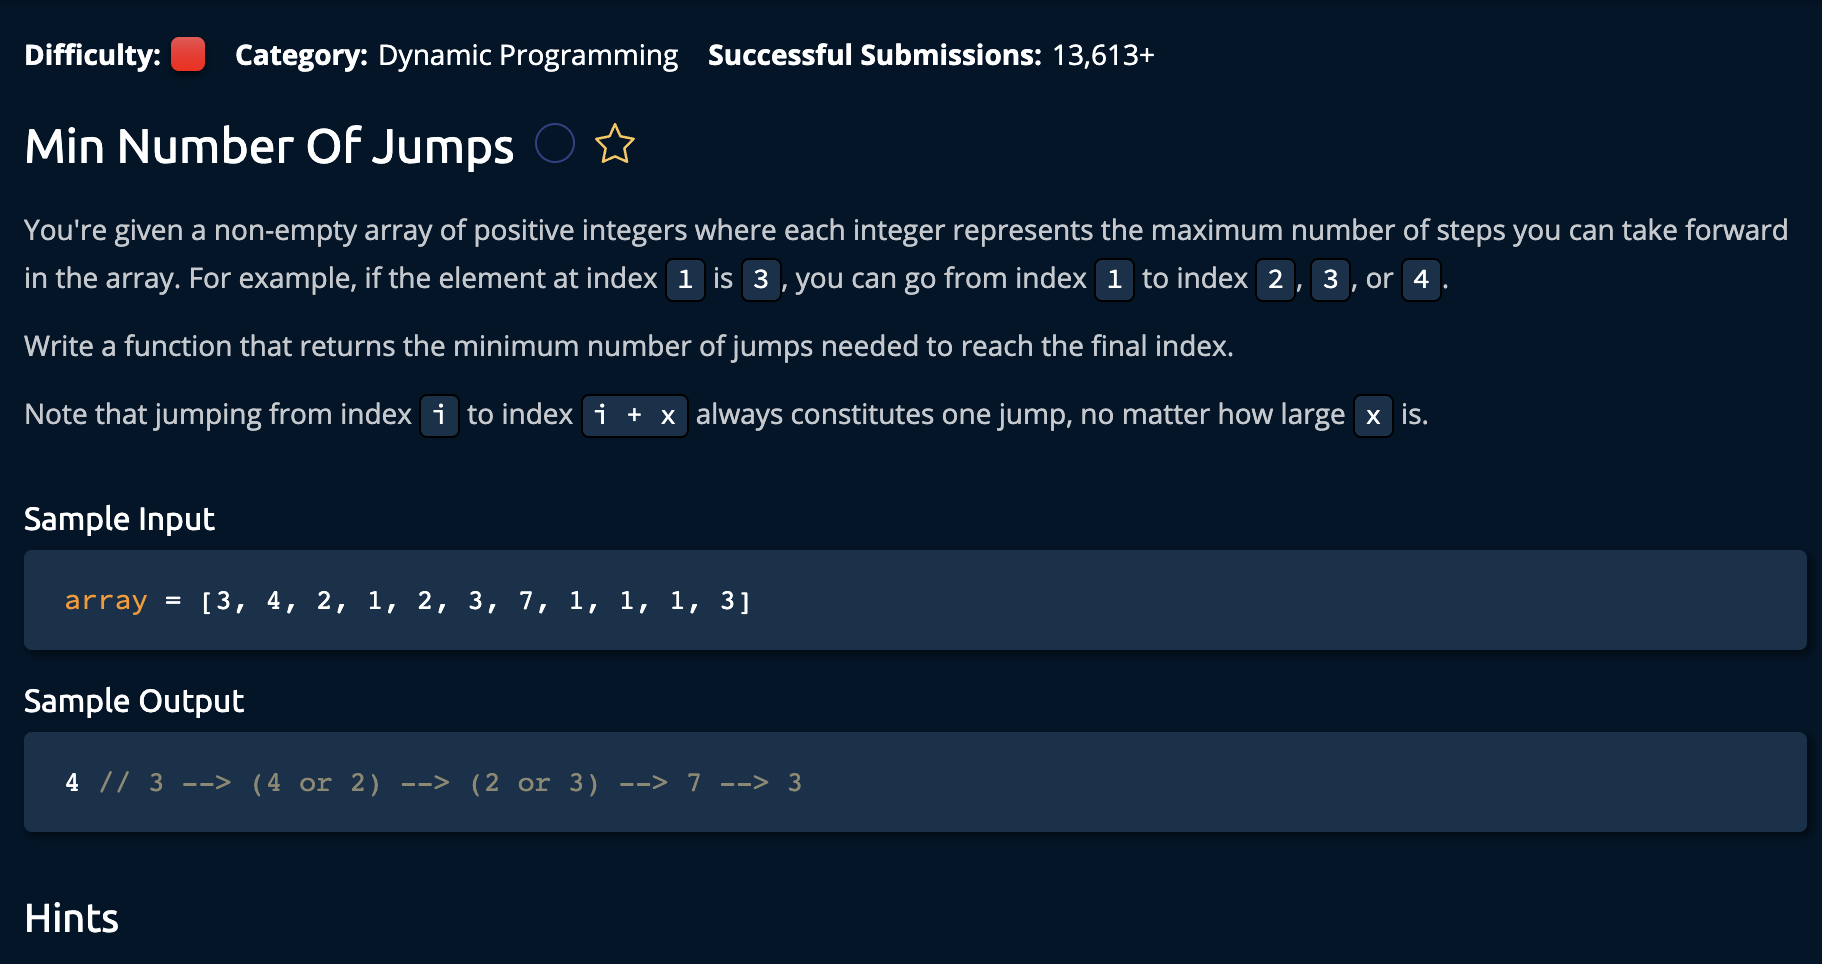 Difficulty: Category: Dynamic Programming Successful Submissions: 13,613+
Min Number Of Jumps
You're given a non-empty array of positive integers where each integer represents the maximum number of steps you can take forward
in the array. For example, if the element at index 1 is 3, you can go from index 1 to index 2, 3, or 4.
Write a function that returns the minimum number of jumps needed to reach the final index.
Note that jumping from index i to index i + x always constitutes one jump, no matter how large x is.
Sample Input
array = [3, 4, 2, 1, 2, 3, 7, 1, 1, 1, 3]
Sample Output
4 // 3 --> (4 or 2) --> (2 or 3) --> 7 --> 3
Hints